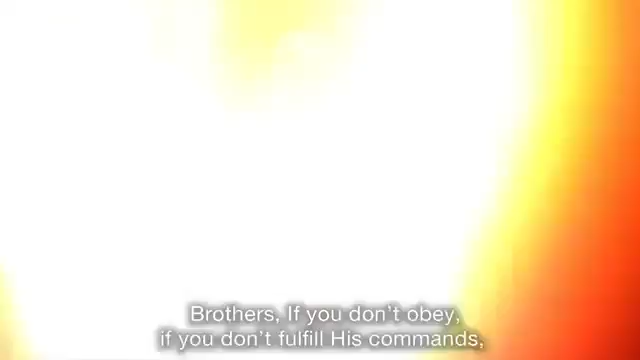 Brothers, If you don't obey,
if you don't fulfill His commands,